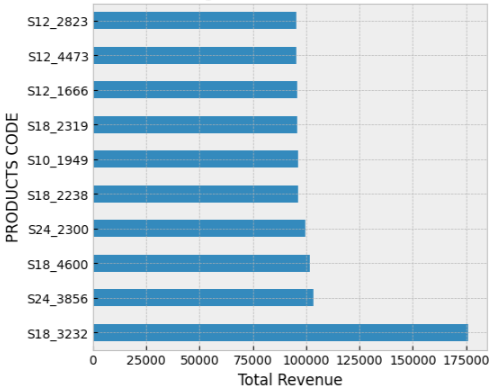 S12_2823
S12_4473
S12_1666
S18_2319
S10_1949
S18_2238
S24_2300
S18_4600
S24_3856
S18_3232
PRODUCTS CODE
0 25000 50000 75000 100000 125000 150000 175000
Total Revenue